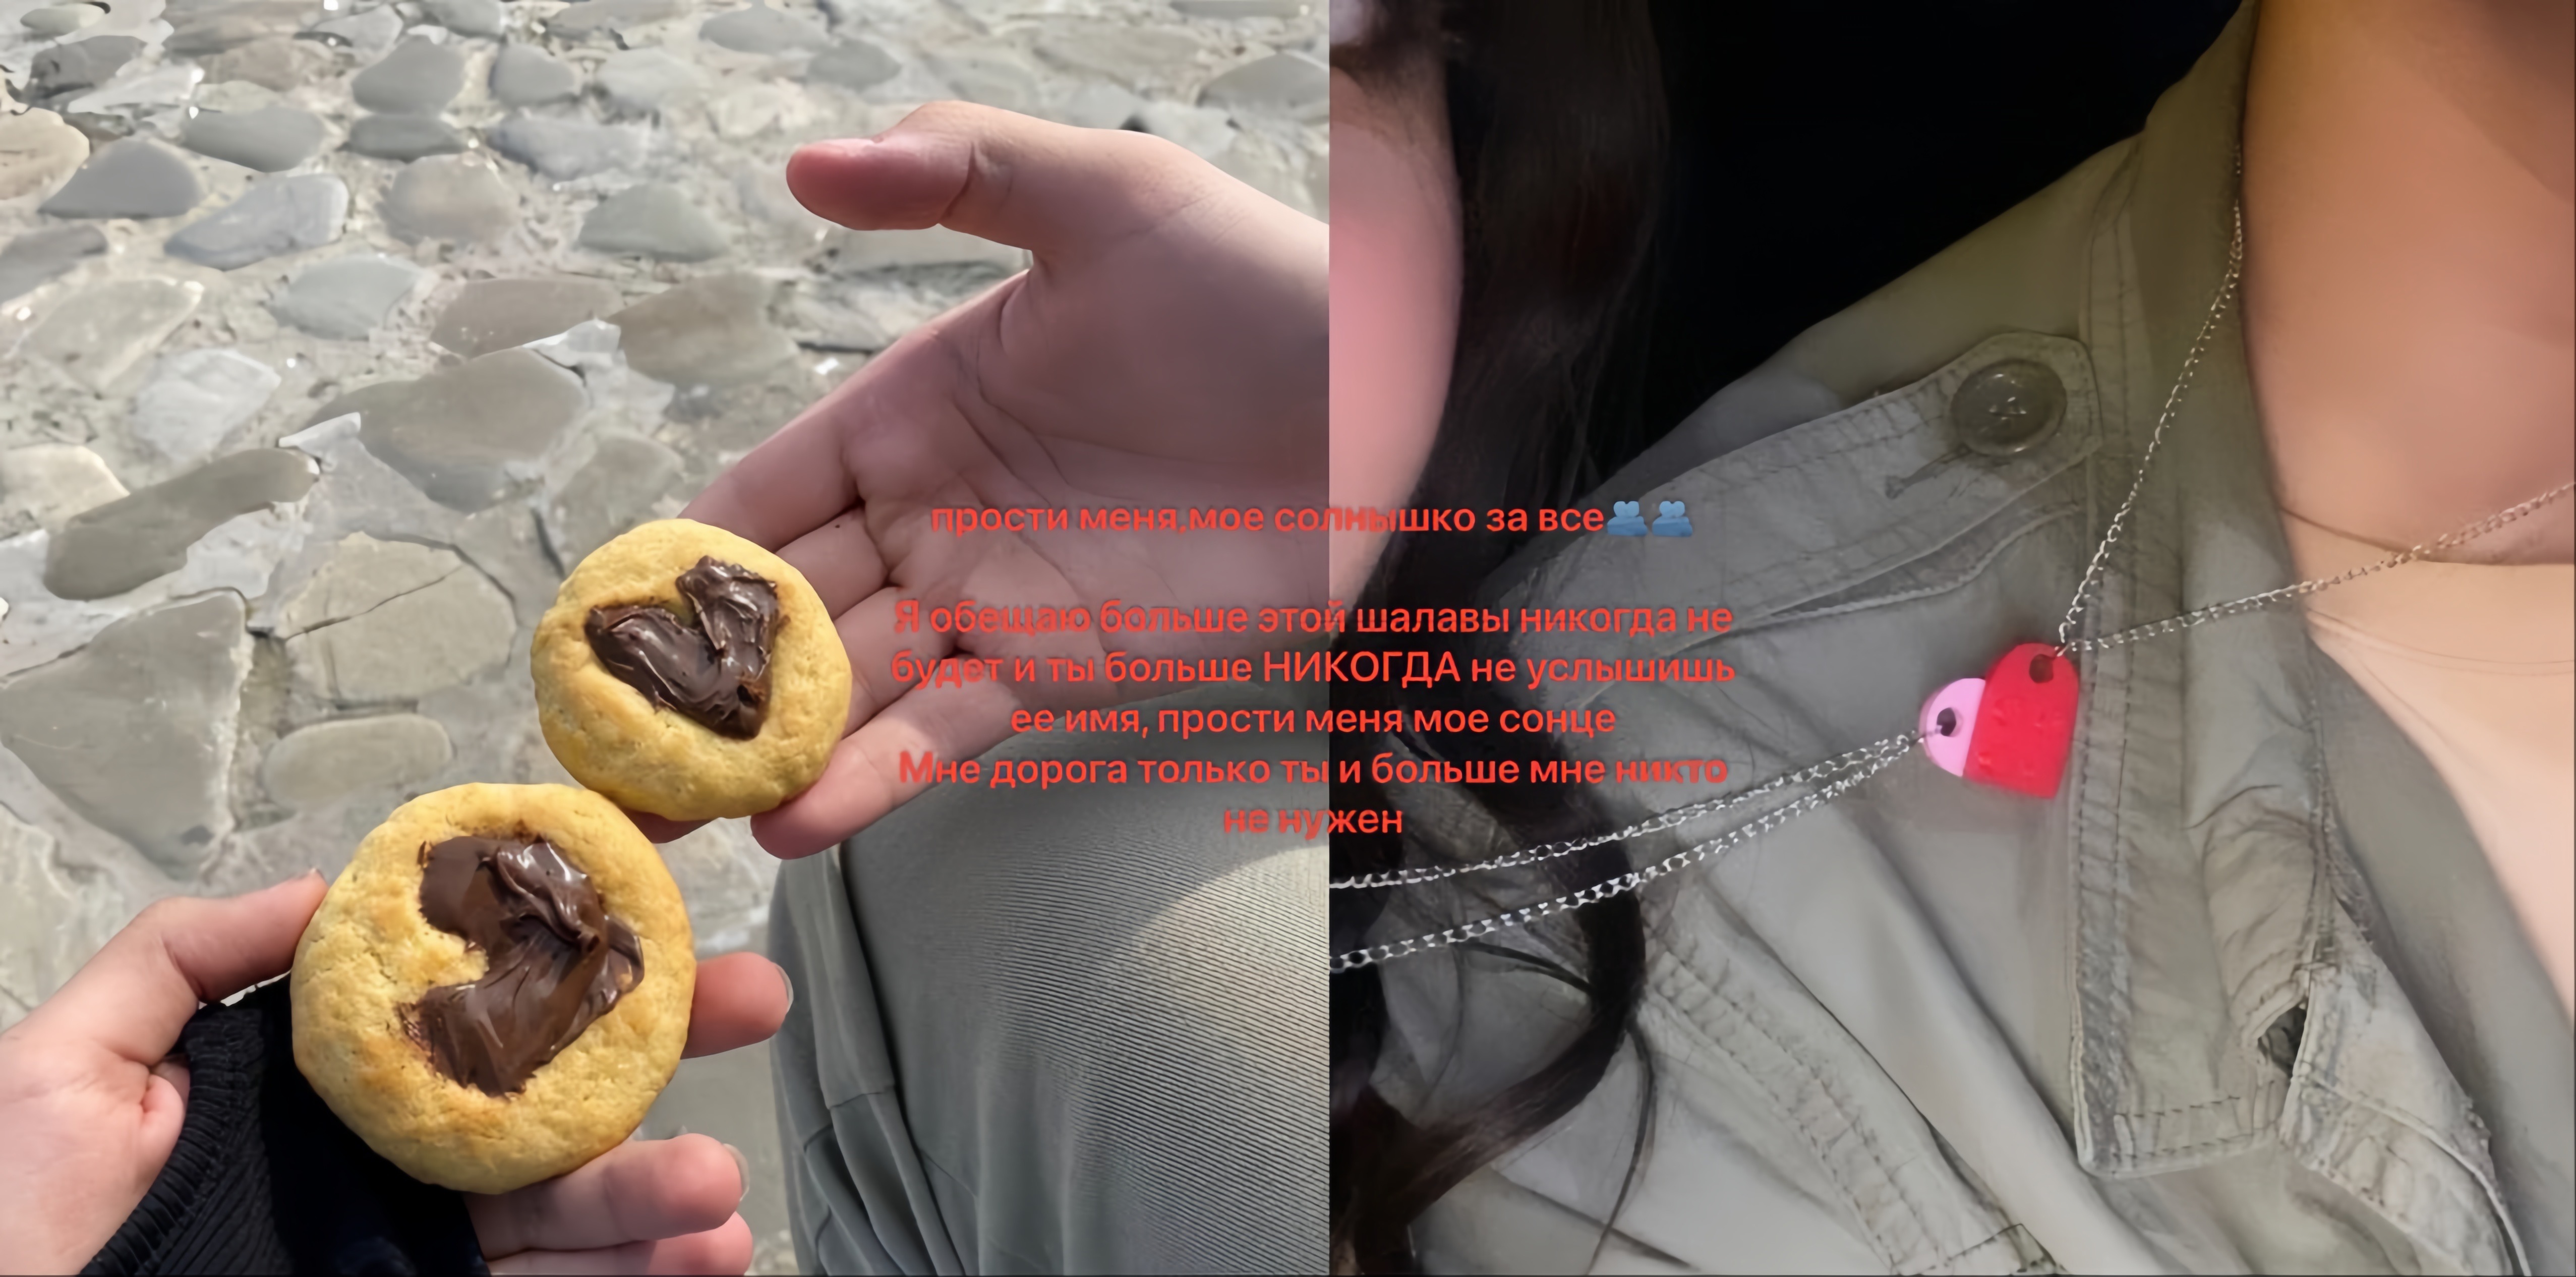 прости меня,мое солнышко за все🫂🫂
Я обещаю больше этой шалавы никогда не
будет и ты больше НИКОГДА не услышишь
ее имя, прости меня мое сонце
Мне дорога только ты и больше мне никто
не нужен